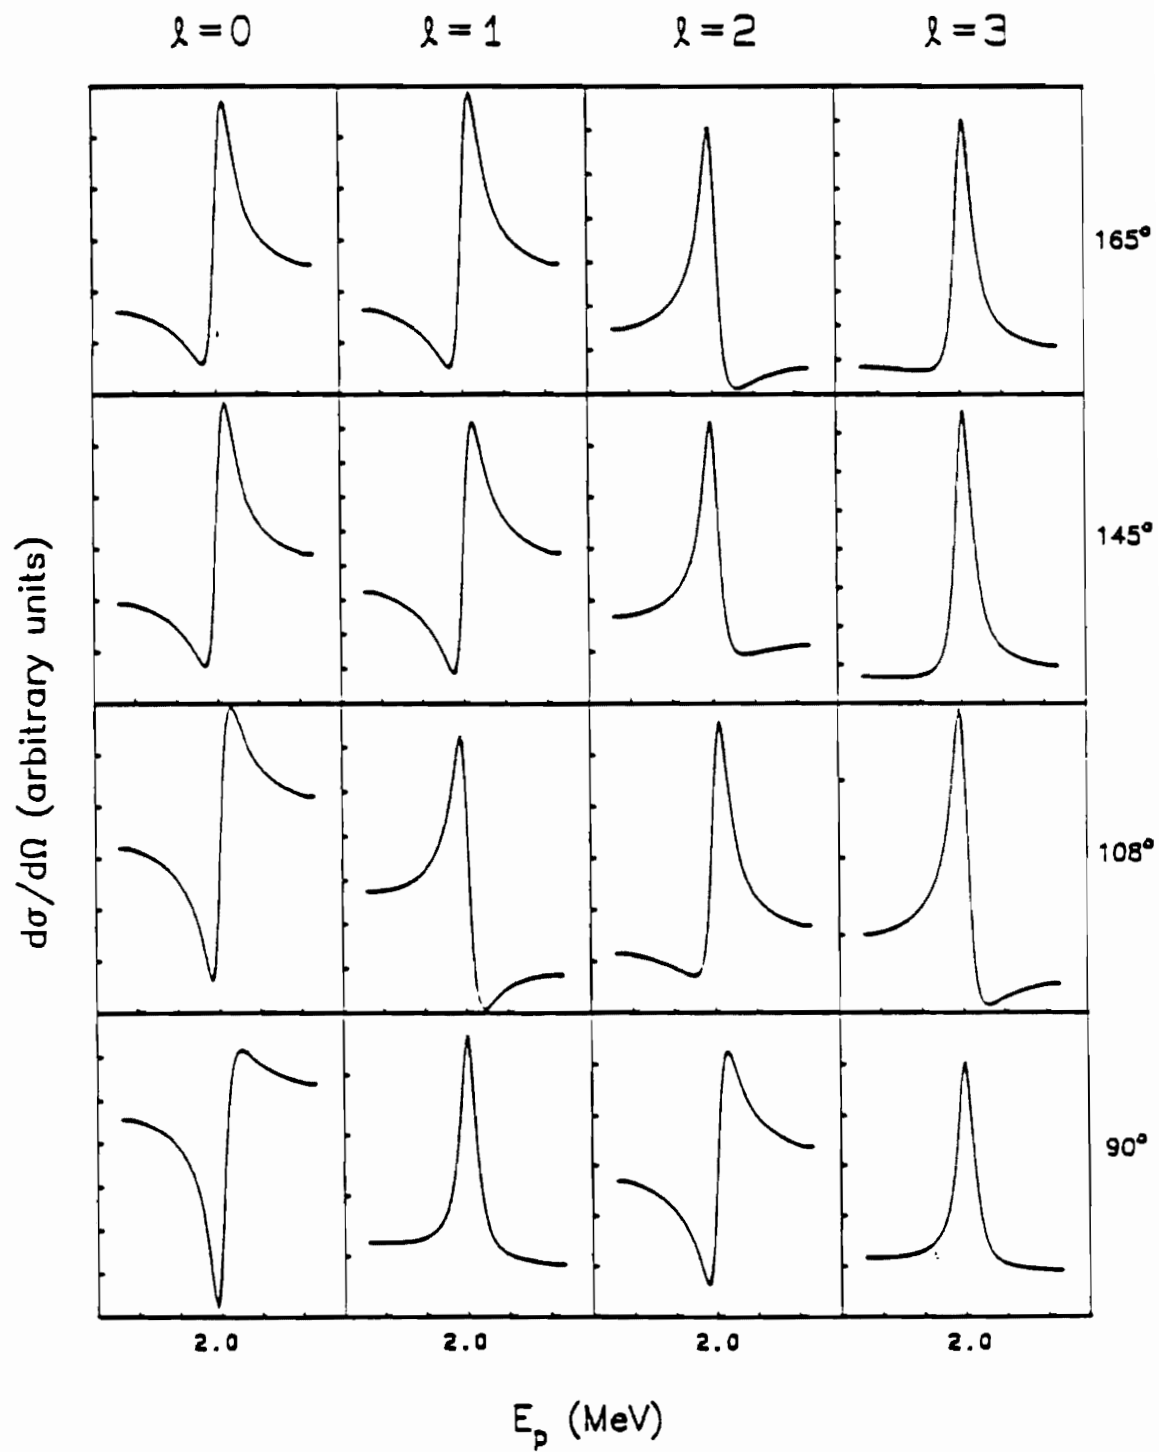 ℓ=0 ℓ=1 ℓ=2 ℓ=3
165°
145°
108°
90°
dσ/dΩ (arbitrary units)
2.0 2.0 2.0 2.0
E_p (MeV)